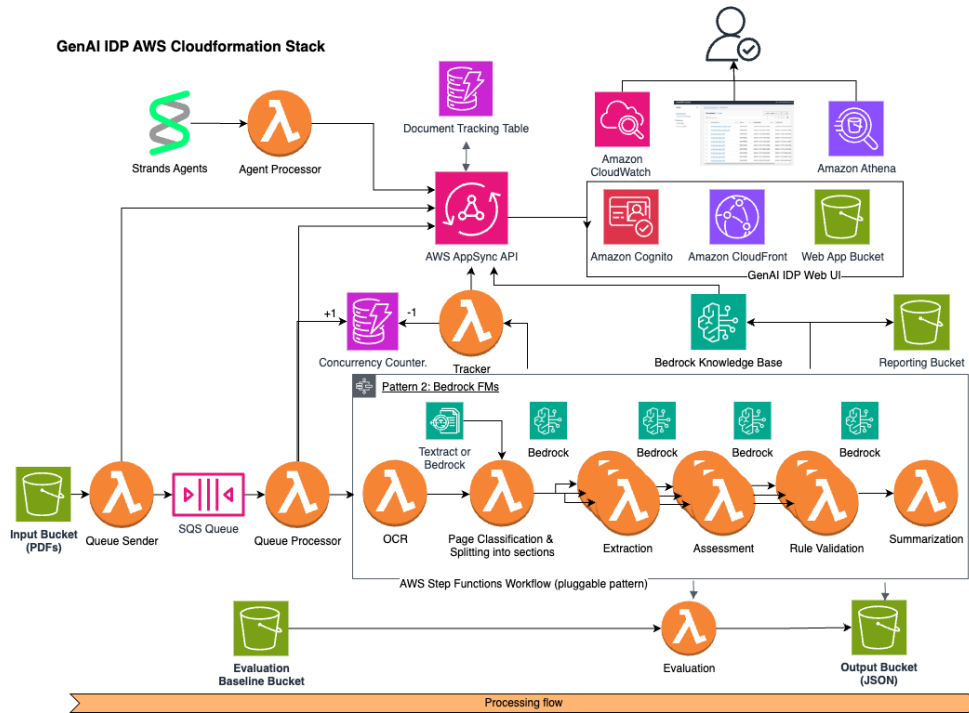 GenAI IDP AWS Cloudformation Stack
Strands Agents
Agent Processor
Document Tracking Table
Amazon
CloudWatch
Amazon Athena
AWS AppSync API
Amazon Cognito
Amazon CloudFront
Web App Bucket
GenAI IDP Web UI
+1
-1
Concurrency Counter.
Tracker
Bedrock Knowledge Base
Reporting Bucket
Pattern 2: Bedrock FMs
Textract or
Bedrock
Bedrock
Bedrock
Bedrock
Bedrock
Input Bucket
(PDFs)
Queue Sender
SQS Queue
Queue Processor
OCR
Page Classification &
Splitting into sections
Extraction
Assessment
Rule Validation
Summarization
AWS Step Functions Workflow (pluggable pattern)
Evaluation
Baseline Bucket
Evaluation
Output Bucket
(JSON)
Processing flow